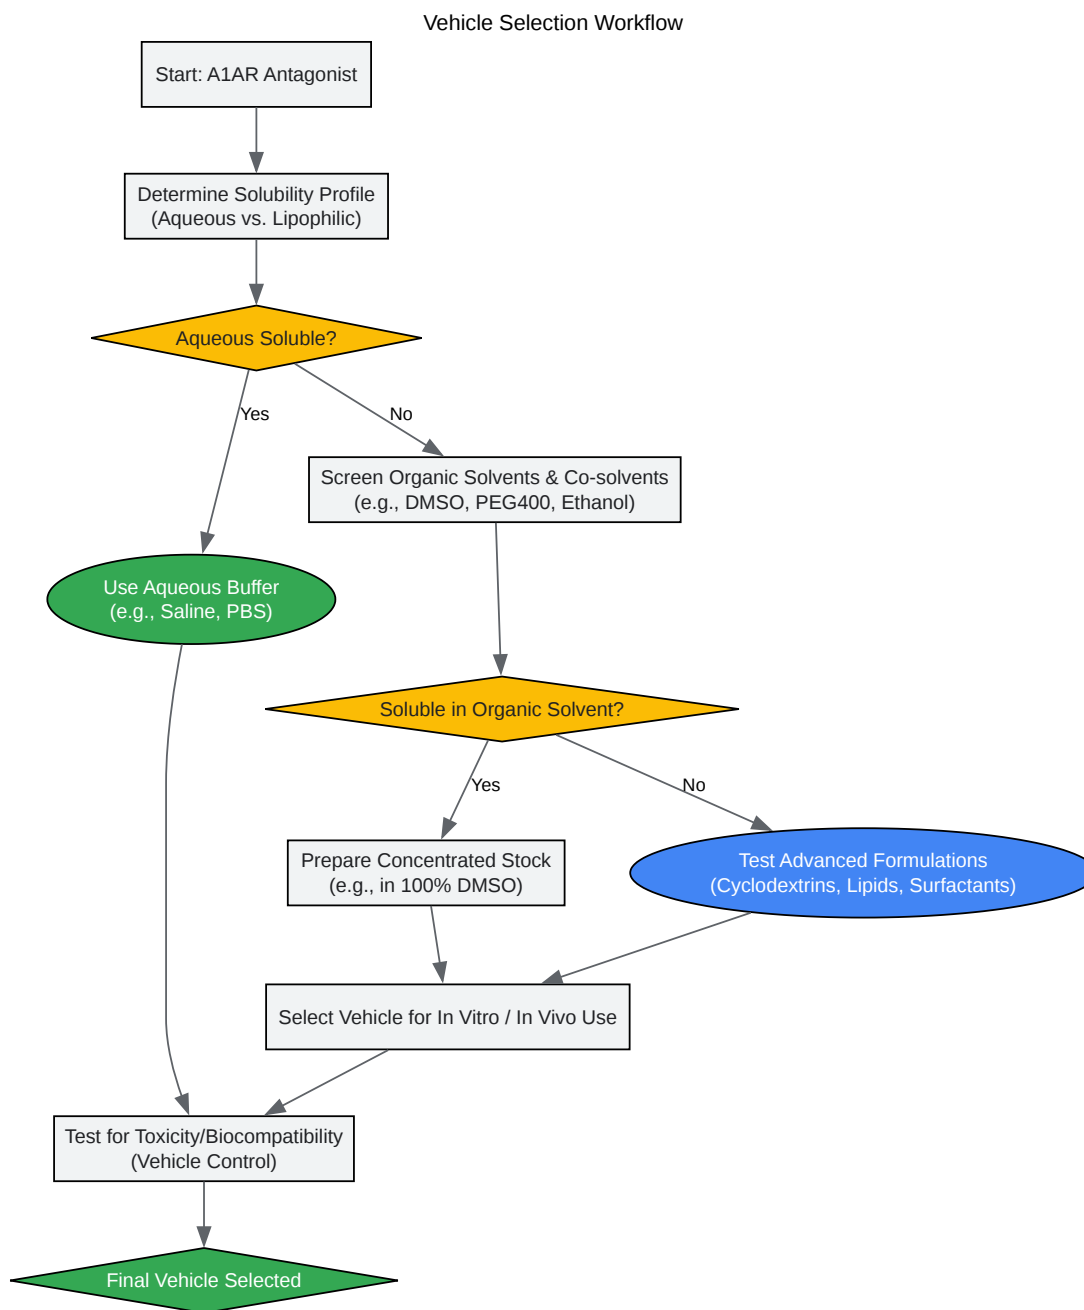 Vehicle Selection Workflow
Start: A1AR Antagonist
Determine Solubility Profile
(Aqueous vs. Lipophilic)
Aqueous Soluble?
Yes
No
Screen Organic Solvents & Co-solvents
(e.g., DMSO, PEG400, Ethanol)
Use Aqueous Buffer
(e.g., Saline, PBS)
Soluble in Organic Solvent?
Yes
No
Prepare Concentrated Stock
(e.g., in 100% DMSO)
Test Advanced Formulations
(Cyclodextrins, Lipids, Surfactants)
Select Vehicle for In Vitro / In Vivo Use
Test for Toxicity/Biocompatibility
(Vehicle Control)
Final Vehicle Selected